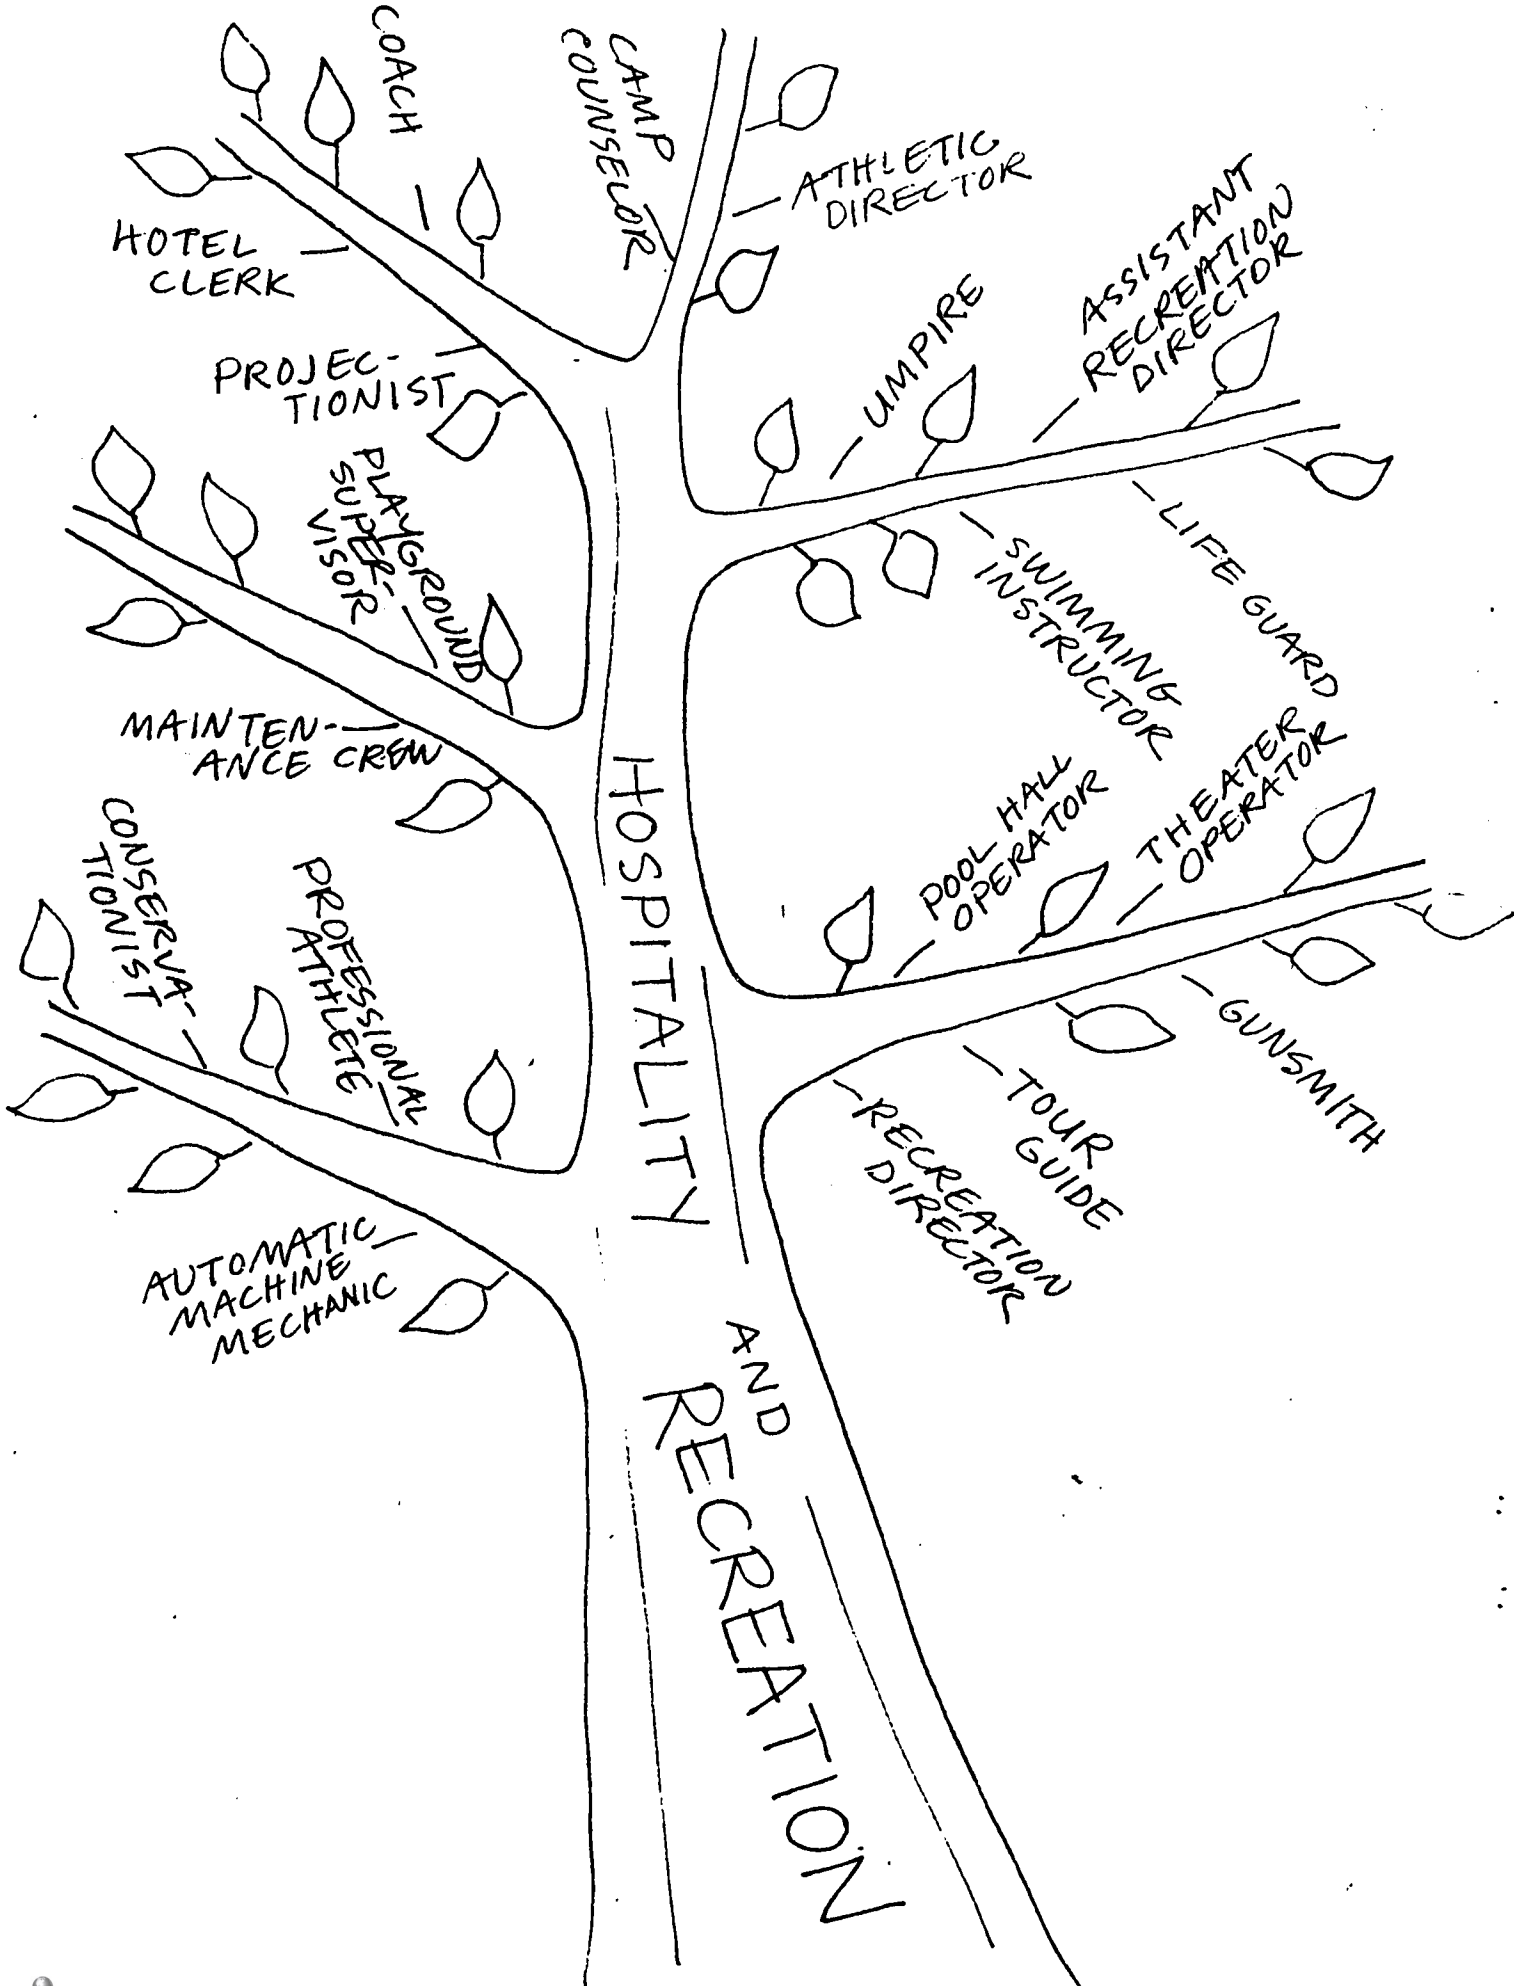 COACH
CAMP
COUNSELOR
ATHLETIC
DIRECTOR
HOTEL
CLERK
PROJEC-
TIONIST
UMPIRE
ASSISTANT
RECREATION
DIRECTOR
PLAYGROUND
SUPER-
VISOR
SWIMMING
INSTRUCTOR
LIFE GUARD
MAINTEN-
ANCE CREW
POOL HALL
OPERATOR
THEATER
OPERATOR
CONSERVA-
TIONIST
PROFESSIONAL
ATHLETE
GUNSMITH
TOUR
GUIDE
RECREATION
DIRECTOR
AUTOMATIC
MACHINE
MECHANIC
HOSPITALITY
AND
RECREATION